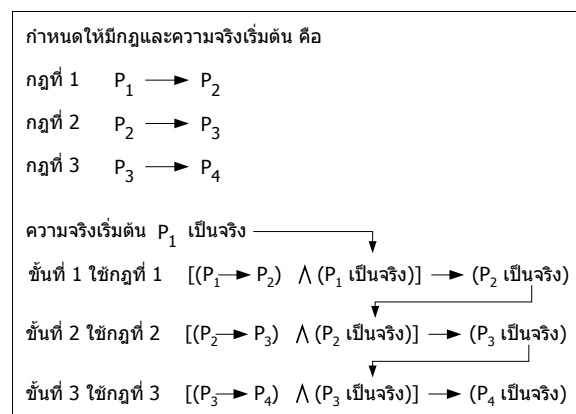 กำหนดให้มีกฎและความจริงเริ่มต้น คือ
กฎที่ 1 P₁ → P₂
กฎที่ 2 P₂ → P₃
กฎที่ 3 P₃ → P₄
ความจริงเริ่มต้น P₁ เป็นจริง
ขั้นที่ 1 ใช้กฎที่ 1 [(P₁→ P₂) ∧ (P₁ เป็นจริง)] → (P₂ เป็นจริง)
ขั้นที่ 2 ใช้กฎที่ 2 [(P₂→ P₃) ∧ (P₂ เป็นจริง)] → (P₃ เป็นจริง)
ขั้นที่ 3 ใช้กฎที่ 3 [(P₃→ P₄) ∧ (P₃ เป็นจริง)] → (P₄ เป็นจริง)